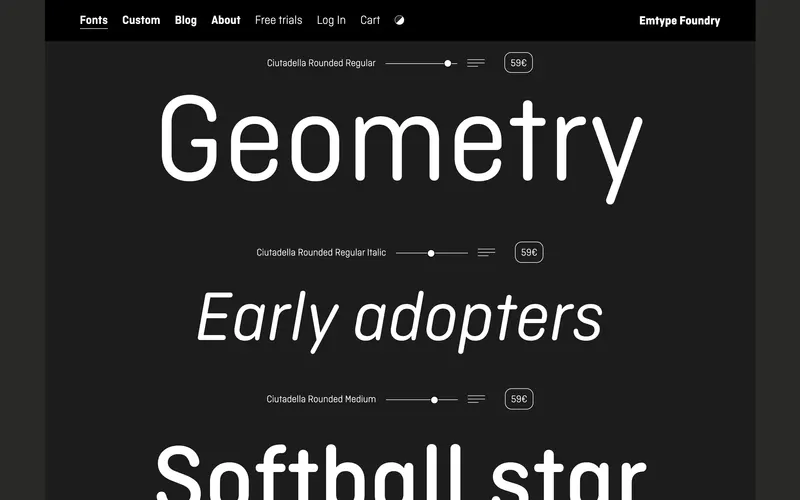 Fonts Custom Blog About Free trials Log In Cart Emtype Foundry
Ciutadella Rounded Regular 59€
Geometry
Ciutadella Rounded Regular Italic 59€
Early adopters
Ciutadella Rounded Medium 59€
Softball star